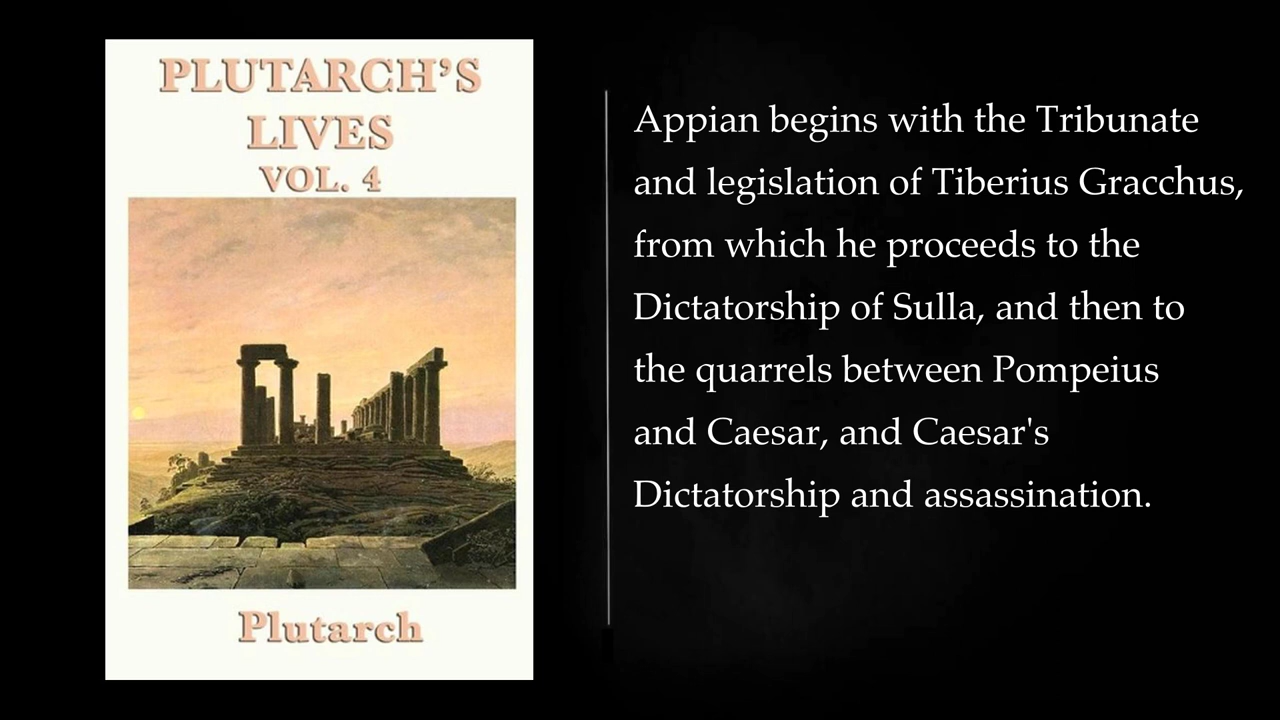 PLUTARCH'S
LIVES
VOL. 4
Plutarch
Appian begins with the Tribunate
and legislation of Tiberius Gracchus,
from which he proceeds to the
Dictatorship of Sulla, and then to
the quarrels between Pompeius
and Caesar, and Caesar's
Dictatorship and assassination.